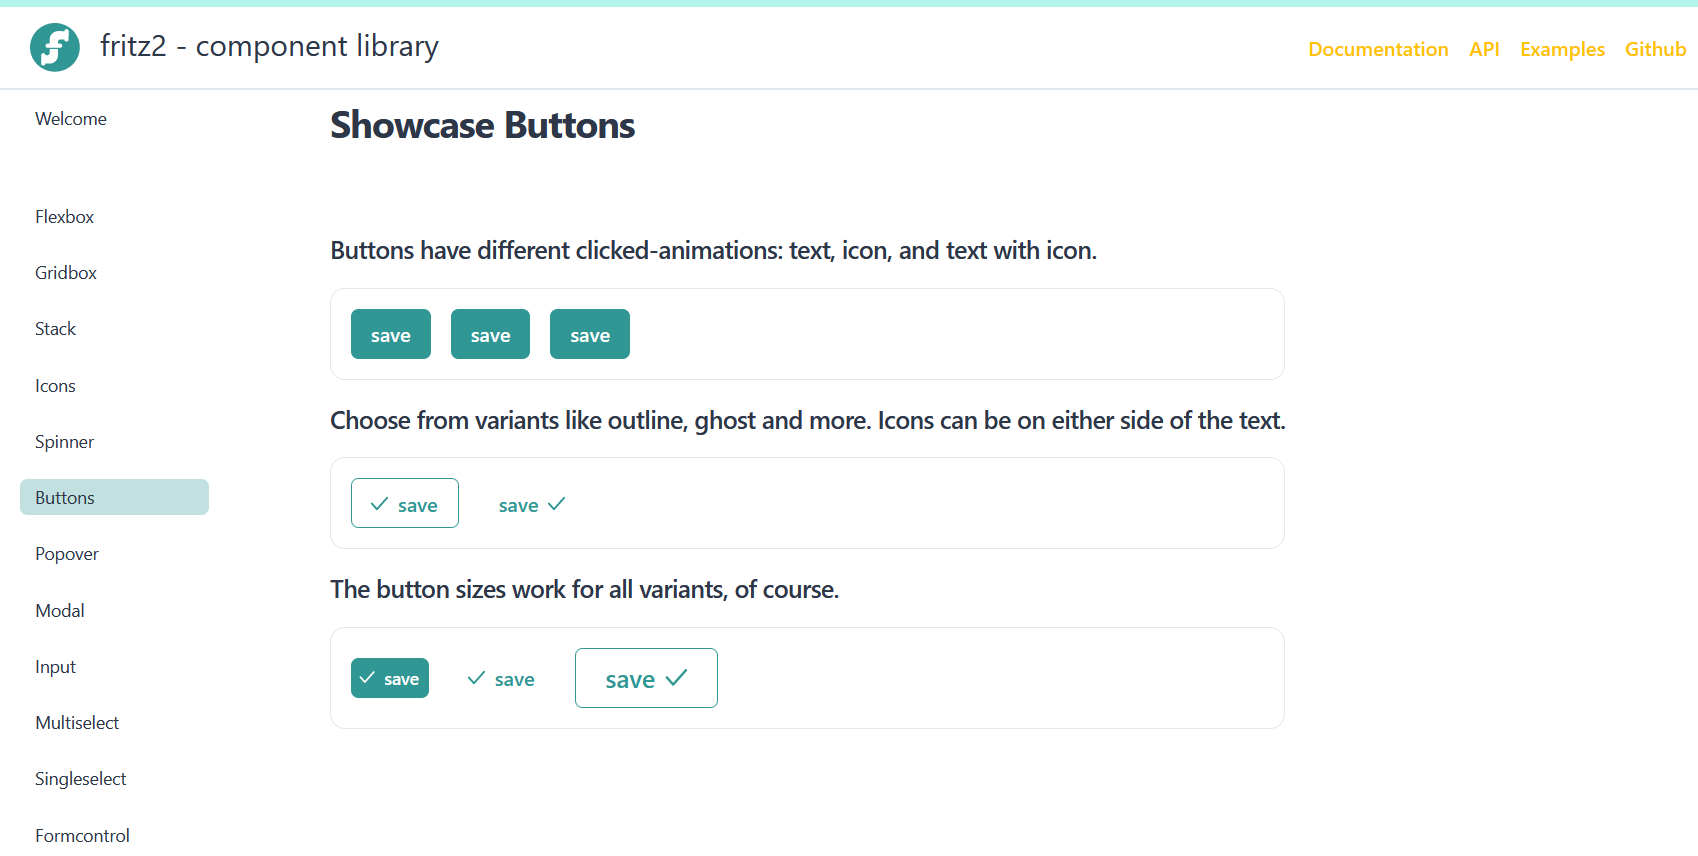 fritz2 - component library
Documentation API Examples Github
Welcome
Flexbox
Gridbox
Stack
Icons
Spinner
Buttons
Popover
Modal
Input
Multiselect
Singleselect
Formcontrol
Showcase Buttons
Buttons have different clicked-animations: text, icon, and text with icon.
save save save
Choose from variants like outline, ghost and more. Icons can be on either side of the text.
save save
The button sizes work for all variants, of course.
save save save